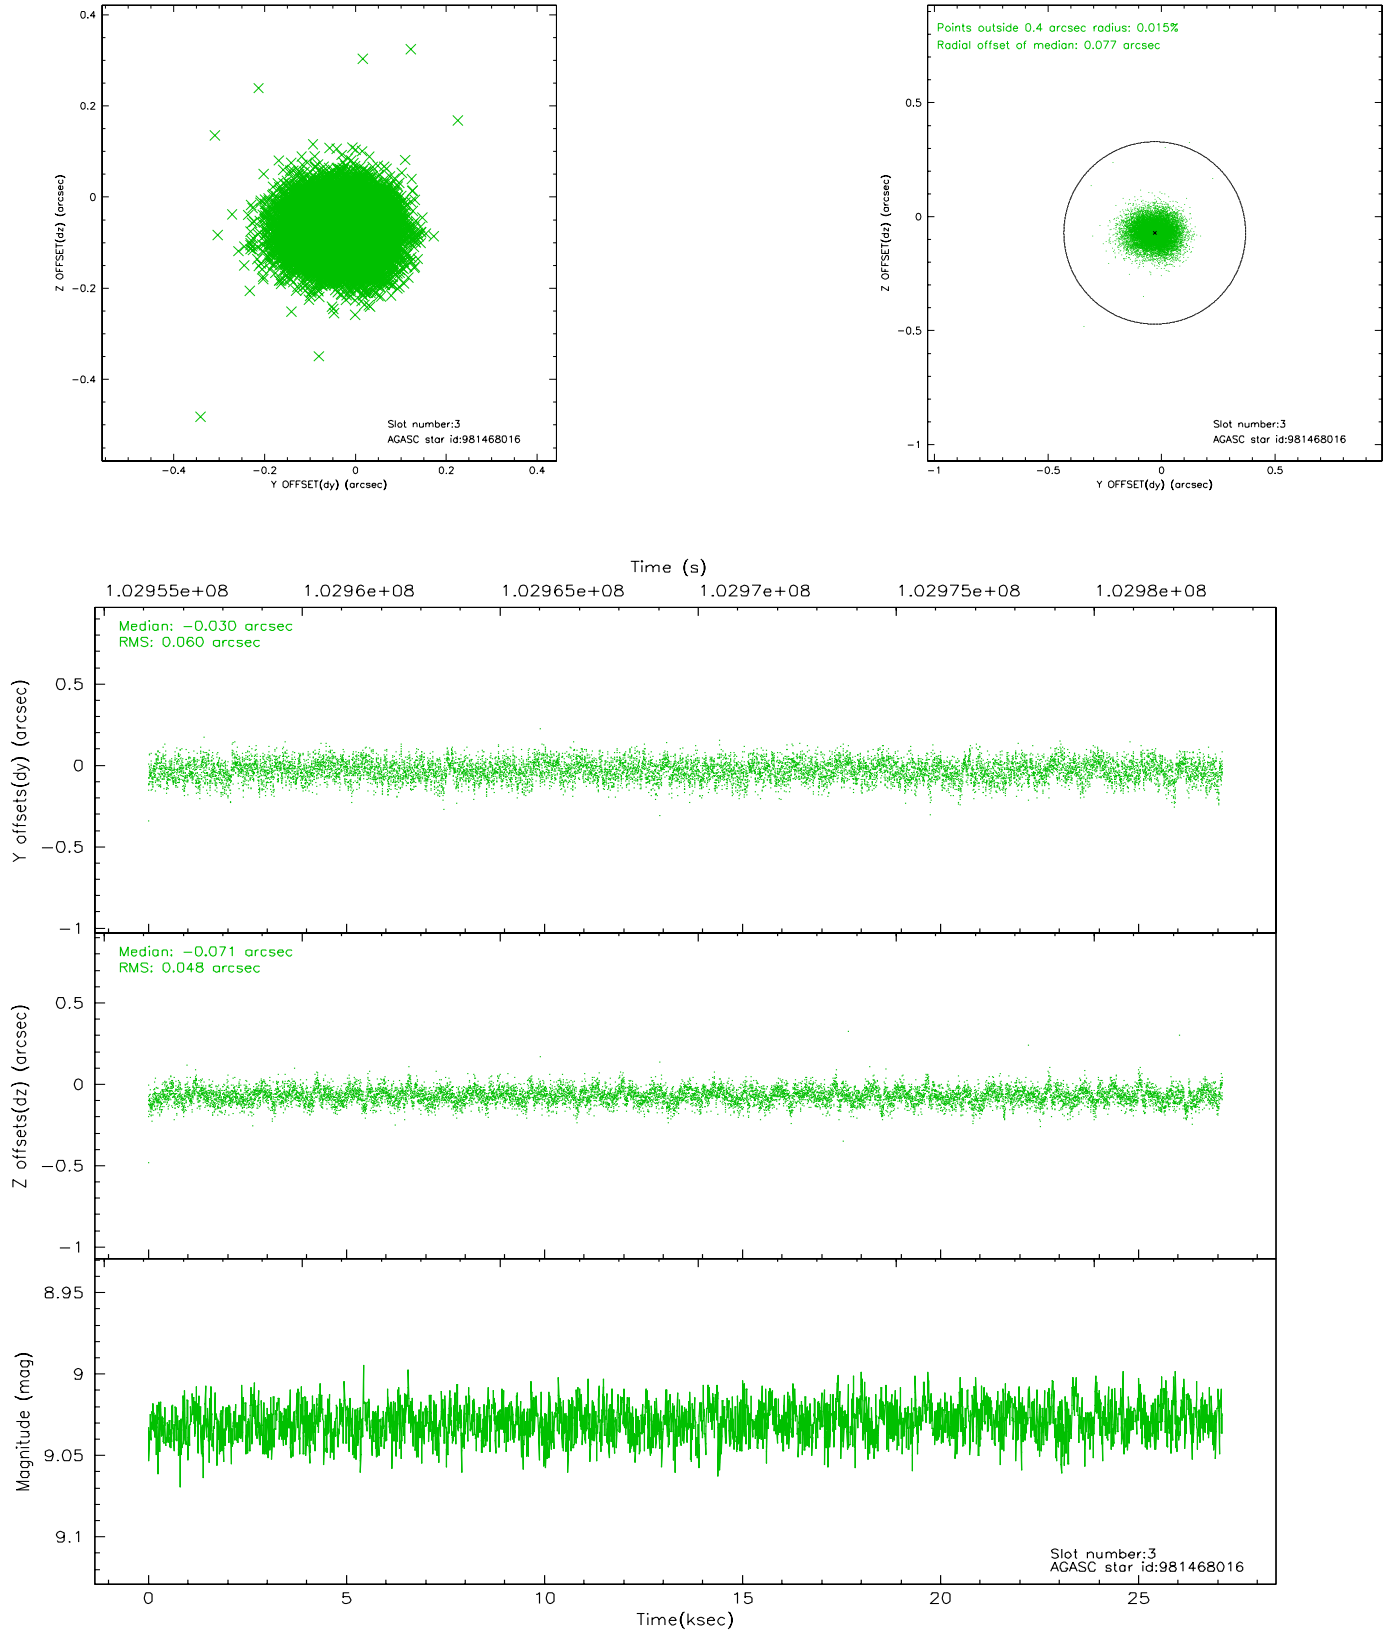 0.4
0.2
0
−0.2
−0.4
Z OFFSET(dz) (arcsec)
Slot number:3
AGASC star id:981468016
−0.4 −0.2 0 0.2 0.4
Y OFFSET(dy) (arcsec)
Points outside 0.4 arcsec radius: 0.015%
Radial offset of median: 0.077 arcsec
0.5
0
−0.5
−1
Z OFFSET(dz) (arcsec)
Slot number:3
AGASC star id:981468016
−1 −0.5 0 0.5
Y OFFSET(dy) (arcsec)
Time (s)
1.02955e+08 1.0296e+08 1.02965e+08 1.0297e+08 1.02975e+08 1.0298e+08
Median: −0.030 arcsec
RMS: 0.060 arcsec
0.5
0
−0.5
−1
Y offsets(dy) (arcsec)
Median: −0.071 arcsec
RMS: 0.048 arcsec
0.5
0
−0.5
−1
Z offsets(dz) (arcsec)
8.95
9
9.05
9.1
Magnitude (mag)
Slot number:3
AGASC star id:981468016
0 5 10 15 20 25
Time(ksec)